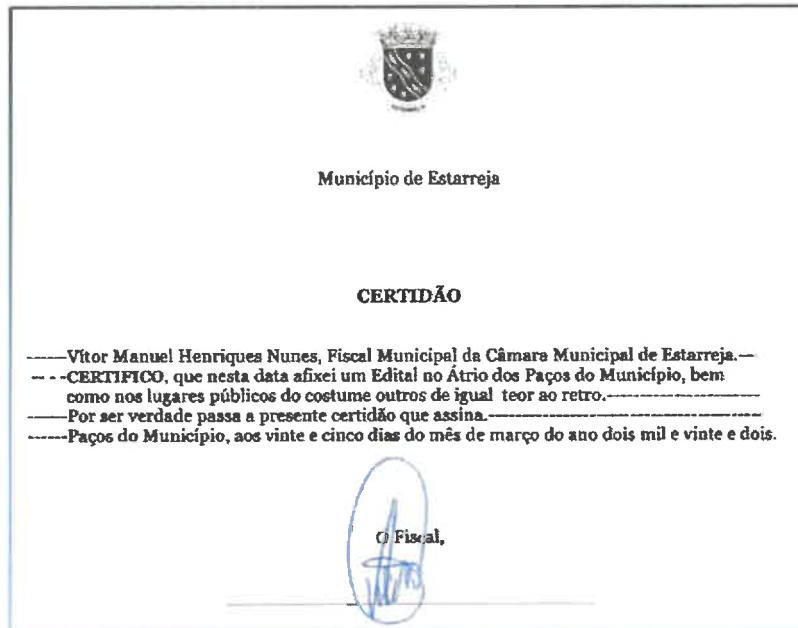 Município de Estarreja
CERTIDÃO
------Vítor Manuel Henriques Nunes, Fiscal Municipal da Câmara Municipal de Estarreja.---
-- - -CERTIFICO, que nesta data afixei um Edital no Átrio dos Paços do Município, bem
como nos lugares públicos do costume outros de igual teor ao retro.----------------------
------Por ser verdade passa a presente certidão que assina.----------------------------------------
------Paços do Município, aos vinte e cinco dias do mês de março do ano dois mil e vinte e dois.
O Fiscal,